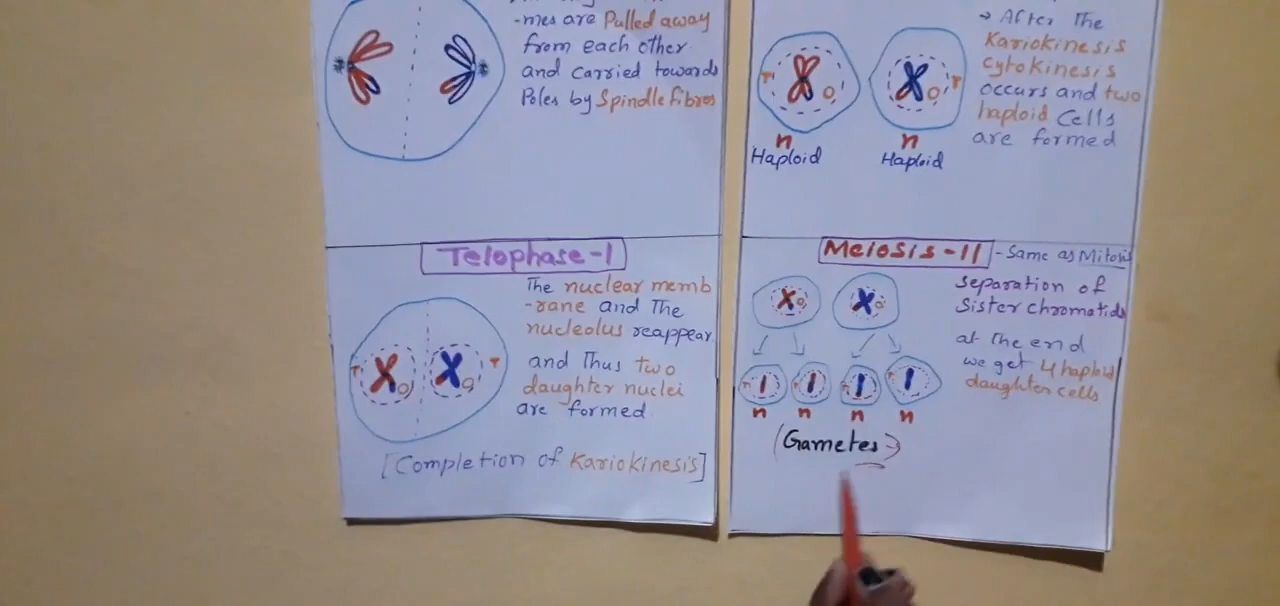 -mes are Pulled away
from each other
and carried towards
Poles by Spindle fibres
Telophase-I
The nuclear memb
-rane and The
nucleolus reappear
and Thus two
daughter nuclei
are formed
[Completion of Kariokinesis]
→ After The
Kariokinesis
Cytokinesis
occurs and two
haploid Cells
are formed
n n
Haploid Haploid
Meiosis-II - Same as Mitosis
Separation of
Sister chromatids
at The end
we get 4 haploid
daughter cells
n n n n
(Gametes)